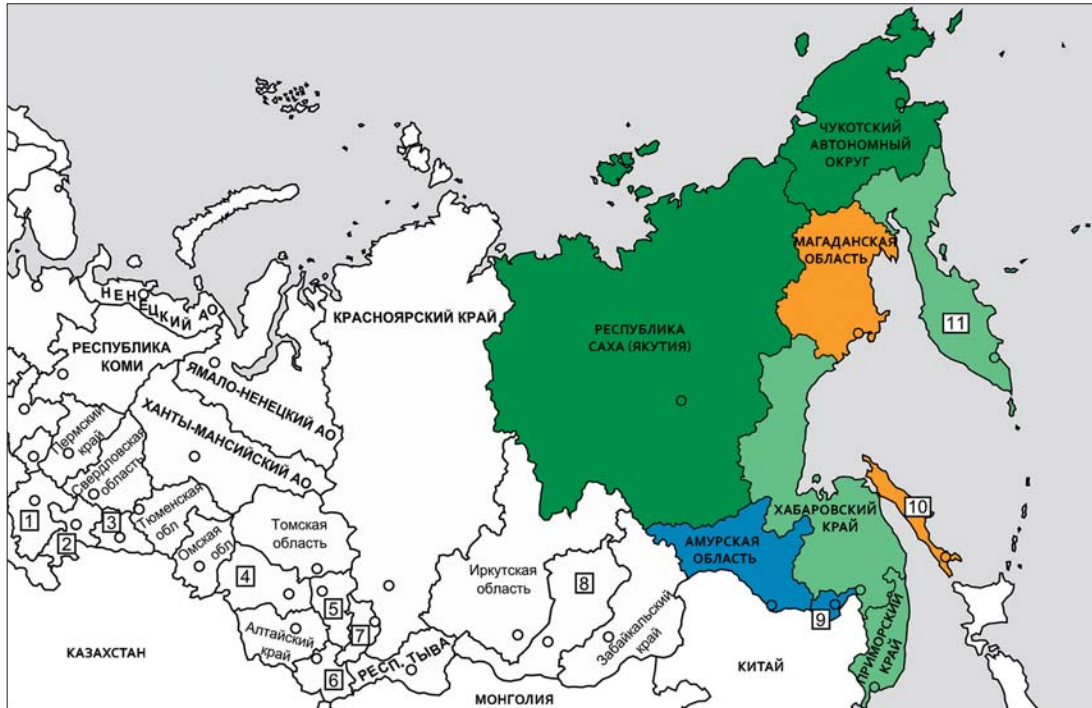 ЧУКОТСКИЙ
АВТОНОМНЫЙ
ОКРУГ
МАГАДАНСКАЯ
ОБЛАСТЬ
НЕНЕЦКИЙ АО
КРАСНОЯРСКИЙ КРАЙ
11
РЕСПУБЛИКА
САХА (ЯКУТИЯ)
РЕСПУБЛИКА
КОМИ
ЯМАЛО-НЕНЕЦКИЙ АО
ХАНТЫ-МАНСИЙСКИЙ АО
Пермский
край
Свердловская
область
1
2
3
Тюменская
обл
Омская
обл
Томская
область
4
5
6
7
Алтайский
край
РЕСП. ТЫВА
Иркутская
область
8
Забайкальский
край
АМУРСКАЯ
ОБЛАСТЬ
ХАБАРОВСКИЙ
КРАЙ
10
9
ПРИМОРСКИЙ
КРАЙ
КАЗАХСТАН
МОНГОЛИЯ
КИТАЙ